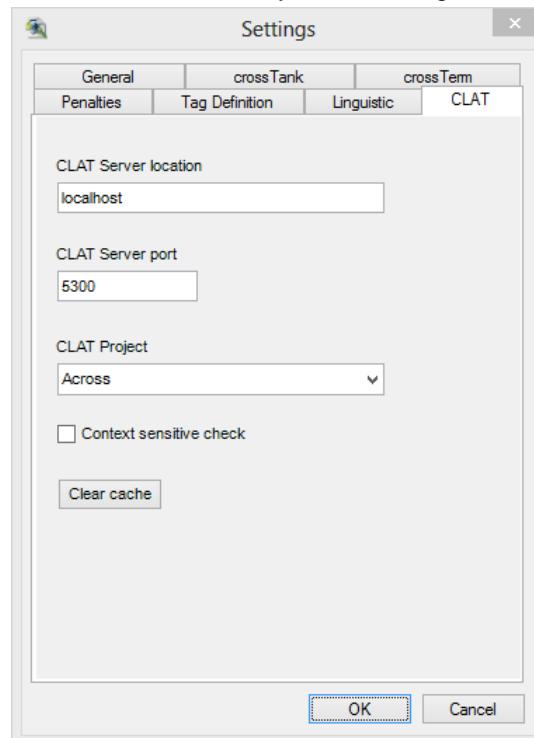 Settings
General crossTank crossTerm
Penalties Tag Definition Linguistic CLAT
CLAT Server location
localhost
CLAT Server port
5300
CLAT Project
Across
Context sensitive check
Clear cache
OK Cancel